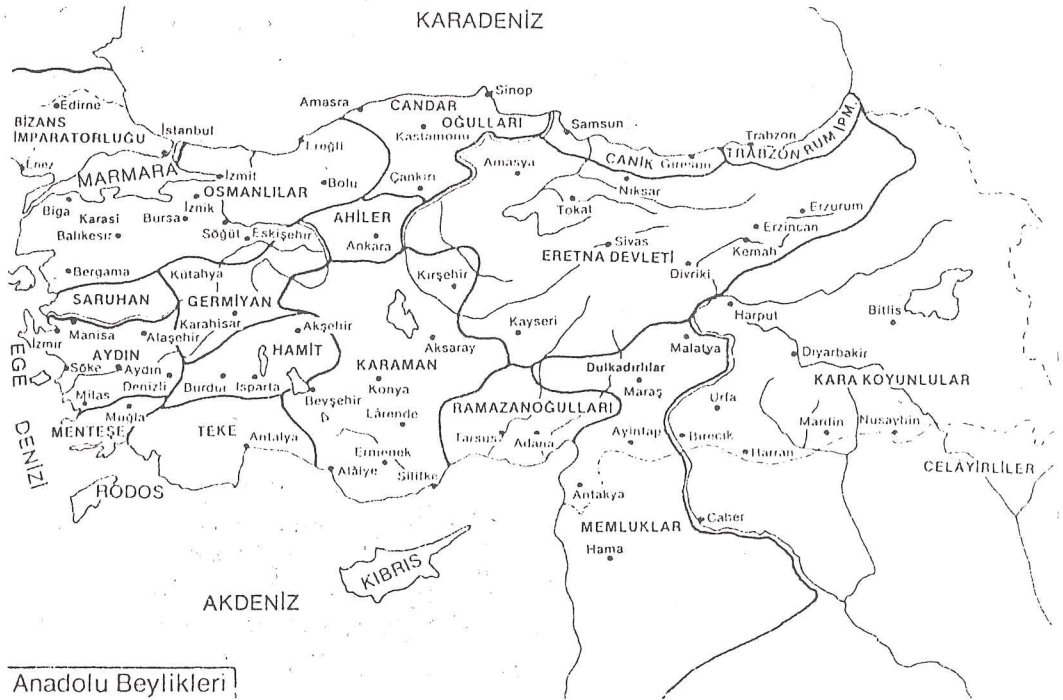 KARADENİZ
Edirne
BİZANS
İMPARATORLUĞU
İstanbul
Enez
MARMARA
İzmit
OSMANLILAR
Biga
Karasi
Bursa
İznik
Balıkesir
Söğüt
Eskişehir
Bergama
Kütahya
Amasra
Ereğli
Bolu
CANDAR
OĞULLARI
Sinop
Kastamonu
Çankırı
AHİLER
Ankara
Samsun
CANİK
Giresun
Trabzon
TRABZON RUM İPM.
Amasya
Niksar
Tokat
Erzurum
Erzincan
Kemah
Sivas
ERETNA DEVLETİ
Divriki
Kırşehir
Kayseri
SARUHAN
GERMİYAN
Karahisar
Manisa
Alaşehir
İzmir
EGE
DENİZİ
AYDIN
Söke
Aydın
Denizli
Milas
Muğla
MENTEŞE
Akşehir
HAMİT
Burdur
Isparta
Beyşehir
TEKE
Antalya
Alâiye
RODOS
Aksaray
KARAMAN
Konya
Lârende
Ermenek
Silifke
RAMAZANOĞULLARI
Tarsus
Adana
Dulkadırlılar
Maraş
Malatya
Harput
Bitlis
Diyarbakir
KARA KOYUNLULAR
Urfa
Mardin
Nusaybin
Ayıntap
Birecik
Harran
CELAYİRLİLER
Antakya
MEMLUKLAR
Hama
Caber
KIBRIS
AKDENİZ
Anadolu Beylikleri